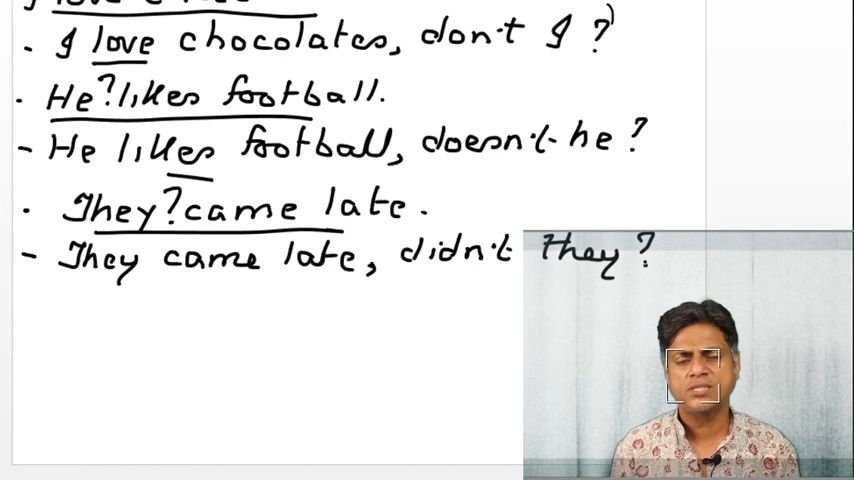 - I love chocolates, don't I ?)
. He?likes football.
- He likes football, doesn't he ?
. They?came late.
- They came late, didn't they ?